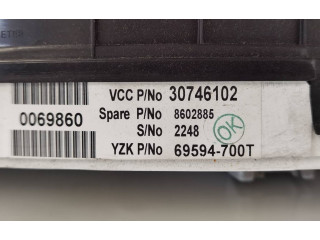 VCC P/No 30746102
0069860
Spare P/No 8602885
S/No 2248
OK
YZK P/No 69594-700T